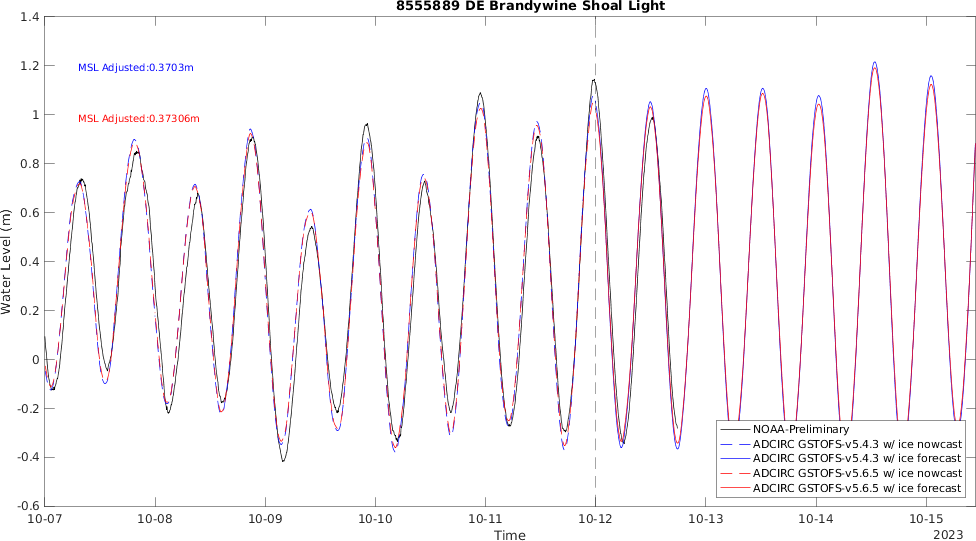 8555889 DE Brandywine Shoal Light
MSL Adjusted:0.3703m
MSL Adjusted:0.37306m
Water Level (m)
1.4
1.2
1
0.8
0.6
0.4
0.2
0
-0.2
-0.4
-0.6
NOAA-Preliminary
ADCIRC GSTOFS-v5.4.3 w/ ice nowcast
ADCIRC GSTOFS-v5.4.3 w/ ice forecast
ADCIRC GSTOFS-v5.6.5 w/ ice nowcast
ADCIRC GSTOFS-v5.6.5 w/ ice forecast
10-07 10-08 10-09 10-10 10-11 10-12 10-13 10-14 10-15
Time
2023